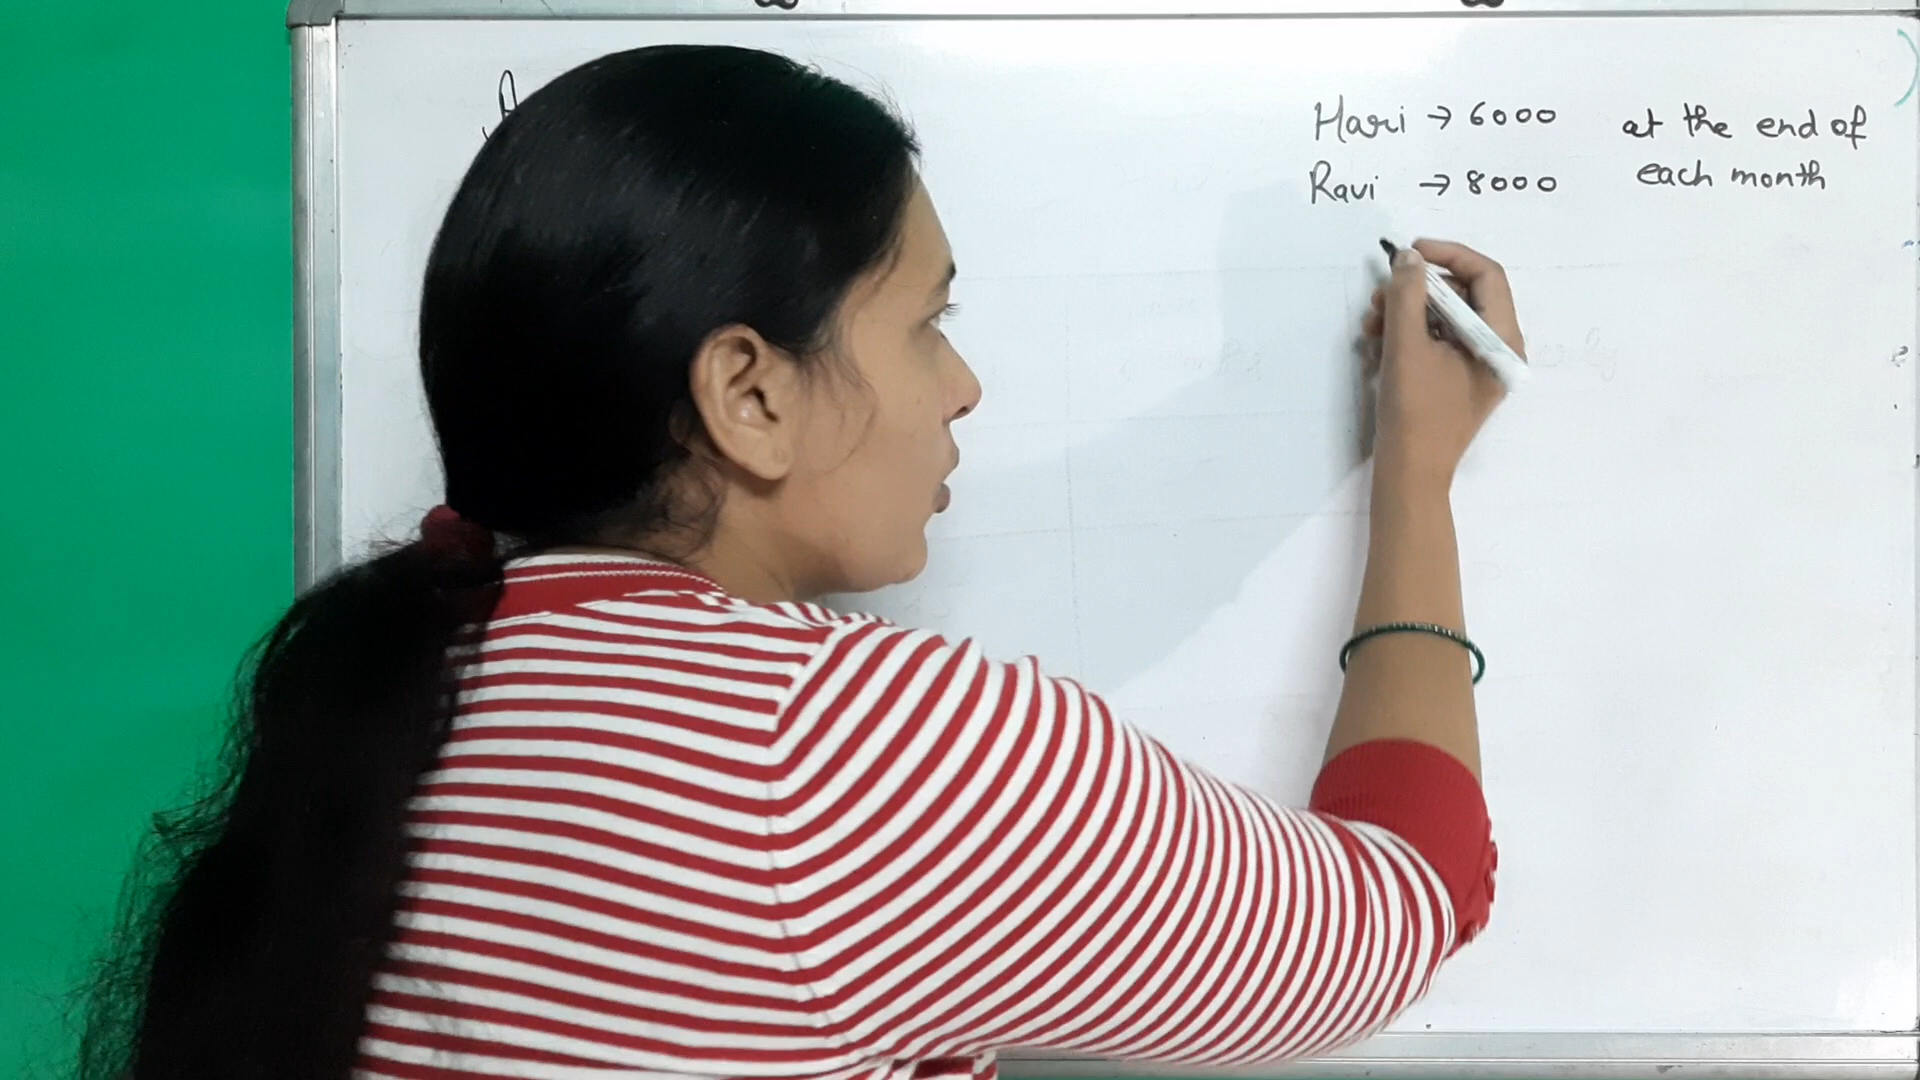 Hari → 6000 at the end of
Ravi → 8000 each month